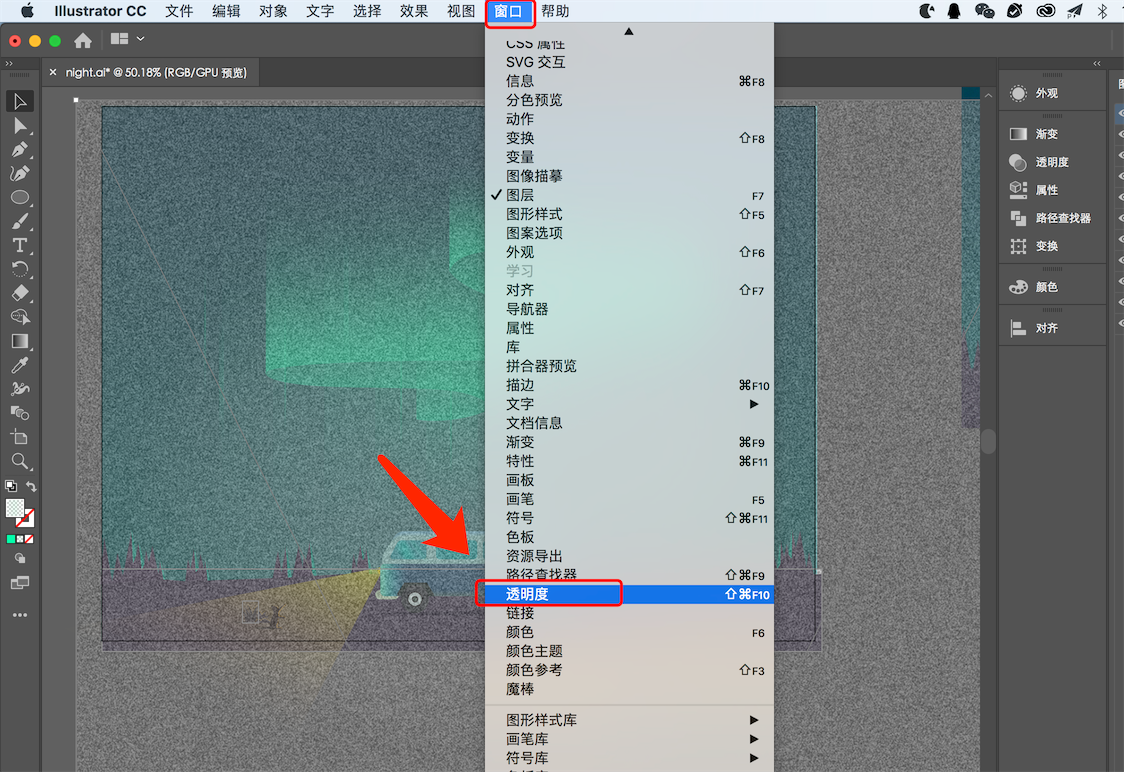 Illustrator CC 文件 编辑 对象 文字 选择 效果 视图 窗口 帮助
× night.ai* @ 50.18% (RGB/GPU 预览)
CSS 属性
SVG 交互
信息 ⌘F8
分色预览
动作
变换 ⇧F8
变量
图像描摹
✓ 图层 F7
图形样式 ⇧F5
图案选项
外观 ⇧F6
学习
对齐 ⇧F7
导航器
属性
库
拼合器预览
描边 ⌘F10
文字 ▶
文档信息
渐变 ⌘F9
特性 ⌘F11
画板
画笔 F5
符号 ⇧⌘F11
色板
资源导出
路径查找器 ⇧⌘F9
透明度 ⇧⌘F10
链接
颜色 F6
颜色主题
颜色参考 ⇧F3
魔棒
图形样式库 ▶
画笔库 ▶
符号库 ▶
外观
渐变
透明度
属性
路径查找器
变换
颜色
对齐